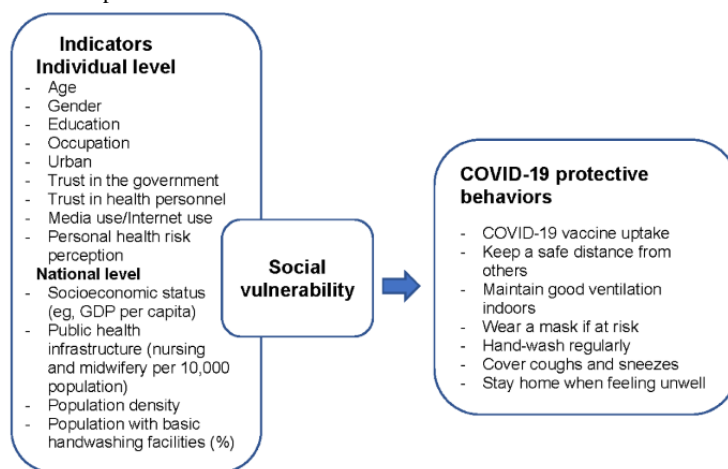 Indicators
Individual level
- Age
- Gender
- Education
- Occupation
- Urban
- Trust in the government
- Trust in health personnel
- Media use/Internet use
- Personal health risk
perception
National level
- Socioeconomic status
(eg, GDP per capita)
- Public health
infrastructure (nursing
and midwifery per 10,000
population)
- Population density
- Population with basic
handwashing facilities (%)
Social
vulnerability
COVID-19 protective
behaviors
- COVID-19 vaccine uptake
- Keep a safe distance from
others
- Maintain good ventilation
indoors
- Wear a mask if at risk
- Hand-wash regularly
- Cover coughs and sneezes
- Stay home when feeling unwell